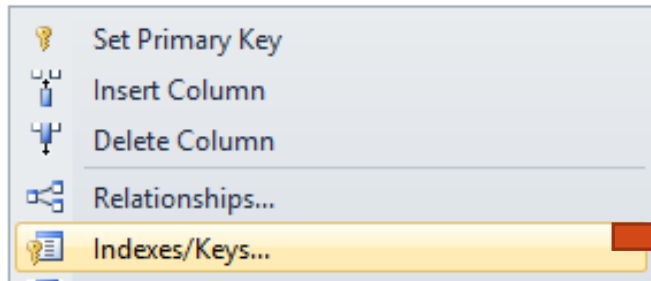 Set Primary Key
Insert Column
Delete Column
Relationships...
Indexes/Keys...